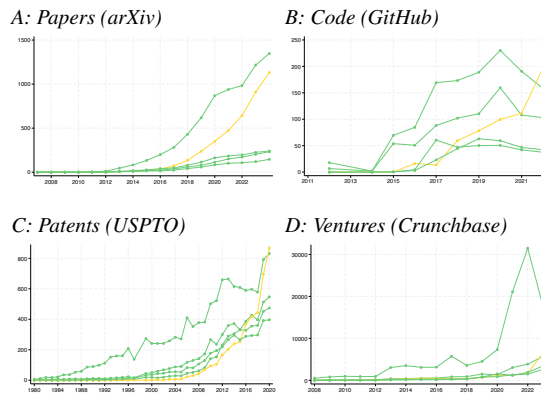 A: Papers (arXiv)
B: Code (GitHub)
1500
1000
500
0
2008 2010 2012 2014 2016 2018 2020 2022
250
200
150
100
50
0
2011 2013 2015 2017 2019 2021
C: Patents (USPTO)
D: Ventures (Crunchbase)
800
600
400
200
0
1980 1984 1988 1992 1996 2000 2004 2008 2012 2016 2020
30000
20000
10000
0
2008 2010 2012 2014 2016 2018 2020 2022